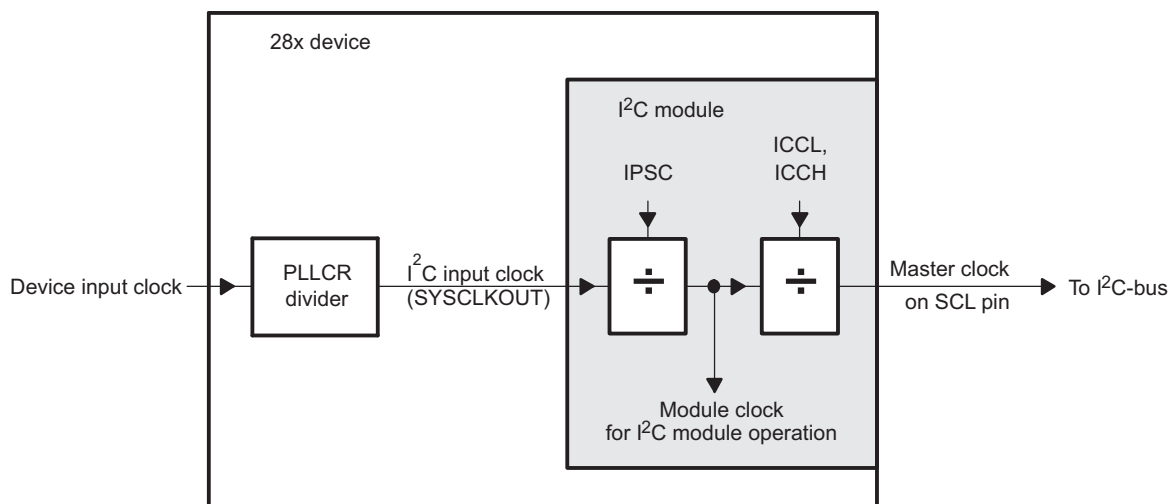 28x device
I2C module
ICCL,
ICCH
IPSC
÷
÷
Device input clock
PLLCR
divider
I2C input clock
(SYSCLKOUT)
Master clock
on SCL pin
To I2C-bus
Module clock
for I2C module operation